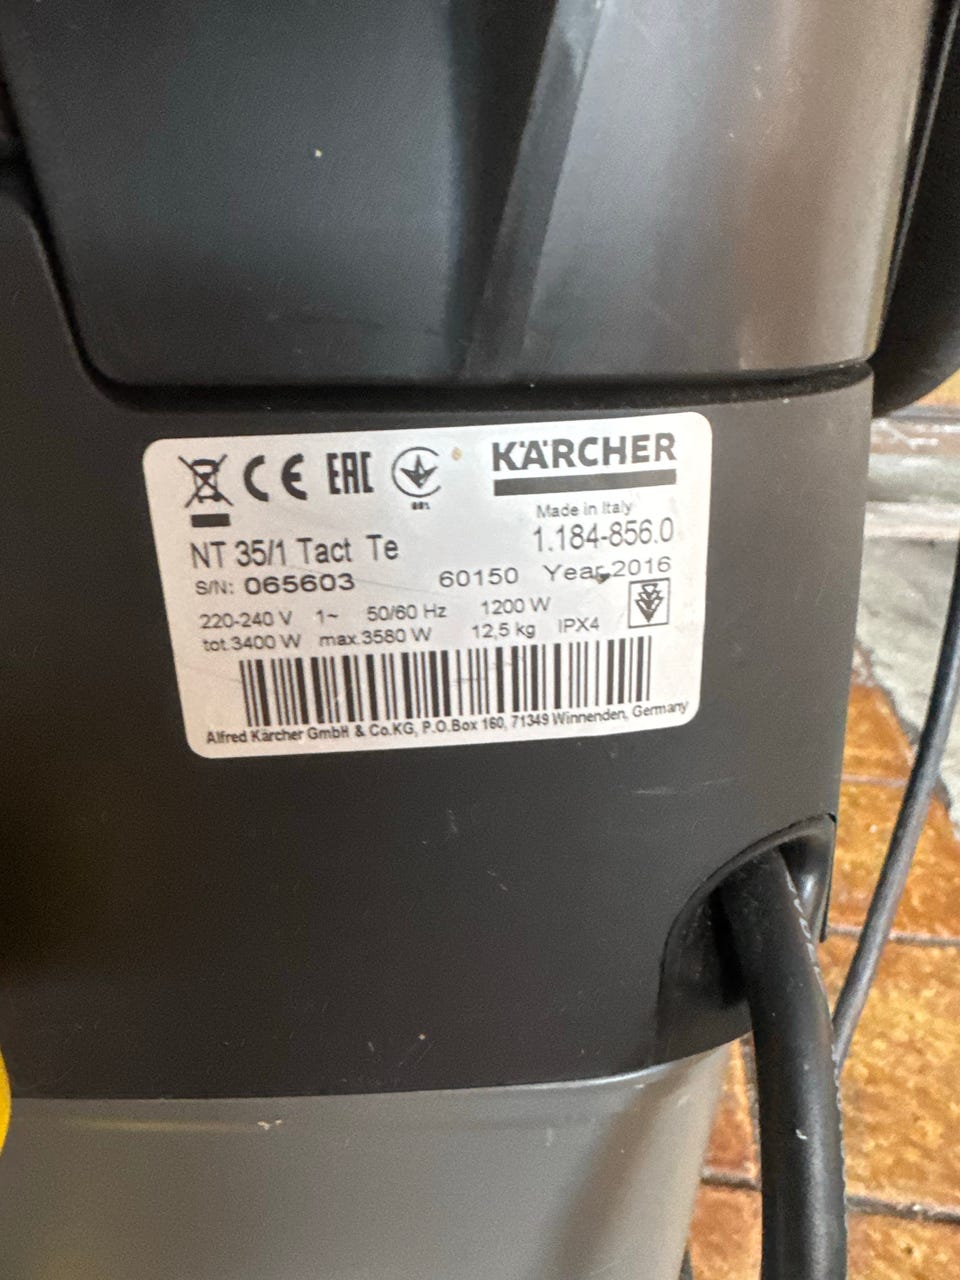 CE EAC
KÄRCHER
Made in Italy
NT 35/1 Tact Te 1.184-856.0
S/N: 065603 60150 Year 2016
220-240 V 1~ 50/60 Hz 1200 W
tot.3400 W max.3580 W 12,5 kg IPX4
Alfred Kärcher GmbH & Co.KG, P.O.Box 160, 71349 Winnenden, Germany